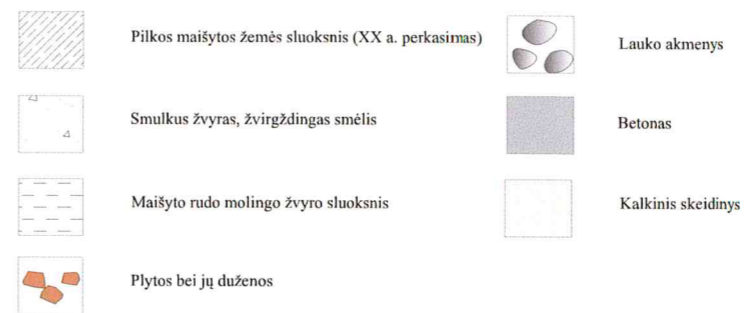 Pilkos maišytos žemės sluoksnis (XX a. perkasimas)
Smulkus žvyras, žvirgždingas smėlis
Maišyto rudo molingo žvyro sluoksnis
Plytos bei jų duženos
Lauko akmenys
Betonas
Kalkinis skeidinys